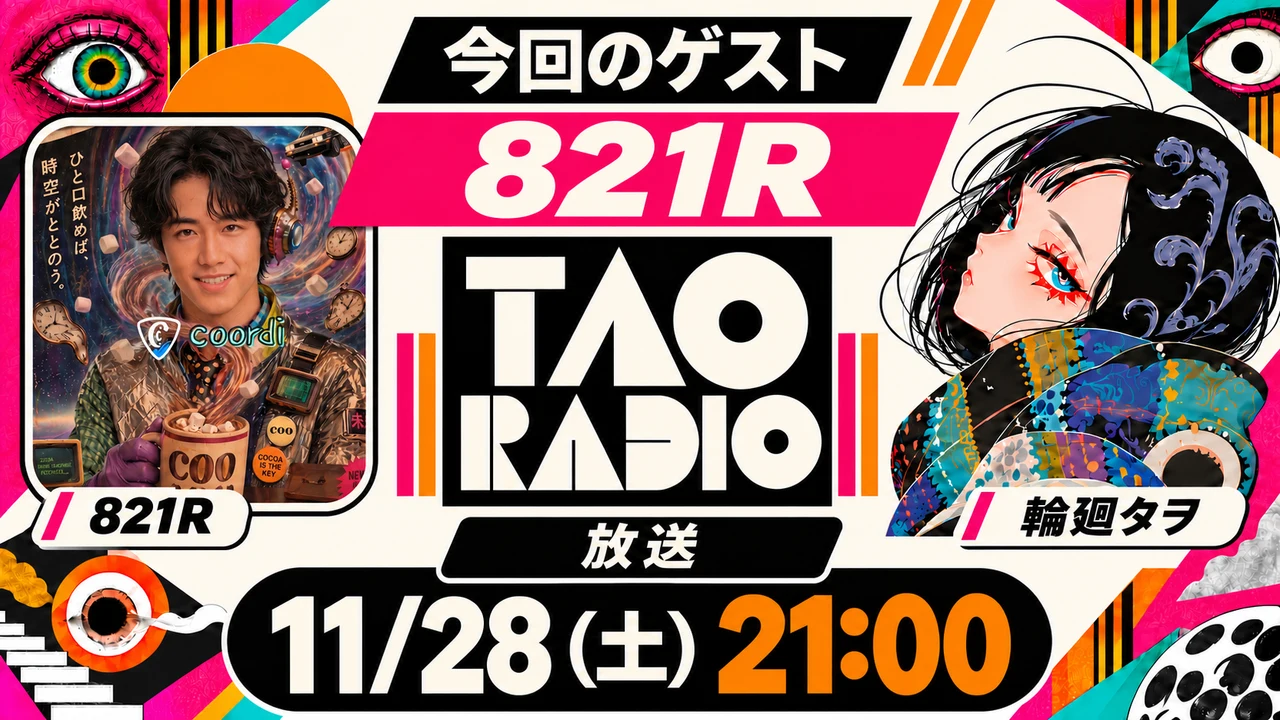 今回のゲスト
821R
ひと口飲めば、
時空がととのう。
C coordi
COO
COO
COCOA
IS THE
KEY
未
NEW
TAO
RADIO
821R
輪廻タヲ
放送
11/28(土) 21:00